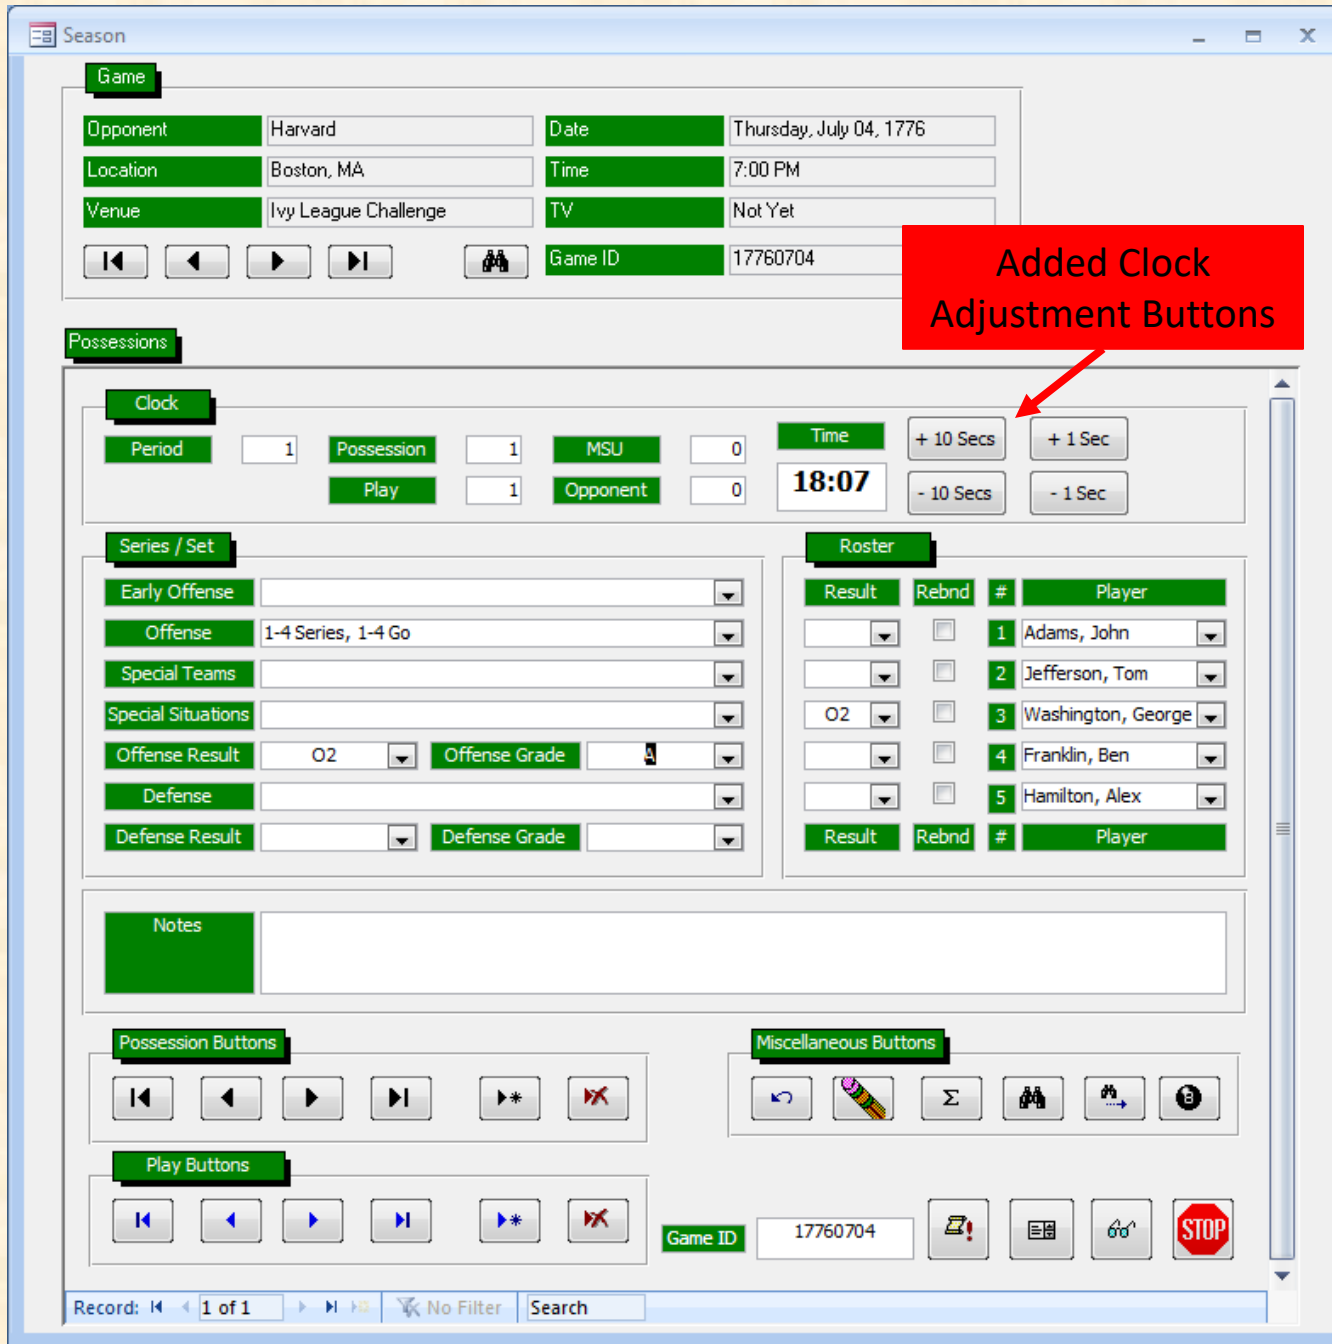 Season
Game
Opponent Harvard Date Thursday, July 04, 1776
Location Boston, MA Time 7:00 PM
Venue Ivy League Challenge TV Not Yet
Game ID 17760704
Added Clock
Adjustment Buttons
Possessions
Clock
Period 1 Possession 1 MSU 0 Time + 10 Secs + 1 Sec
Play 1 Opponent 0 18:07 - 10 Secs - 1 Sec
Series / Set
Early Offense
Offense 1-4 Series, 1-4 Go
Special Teams
Special Situations
Offense Result O2 Offense Grade A
Defense
Defense Result Defense Grade
Roster
Result Rebnd # Player
1 Adams, John
2 Jefferson, Tom
O2 3 Washington, George
4 Franklin, Ben
5 Hamilton, Alex
Result Rebnd # Player
Notes
Possession Buttons
Miscellaneous Buttons
Σ
Play Buttons
Game ID 17760704 STOP
Record: 1 of 1 No Filter Search